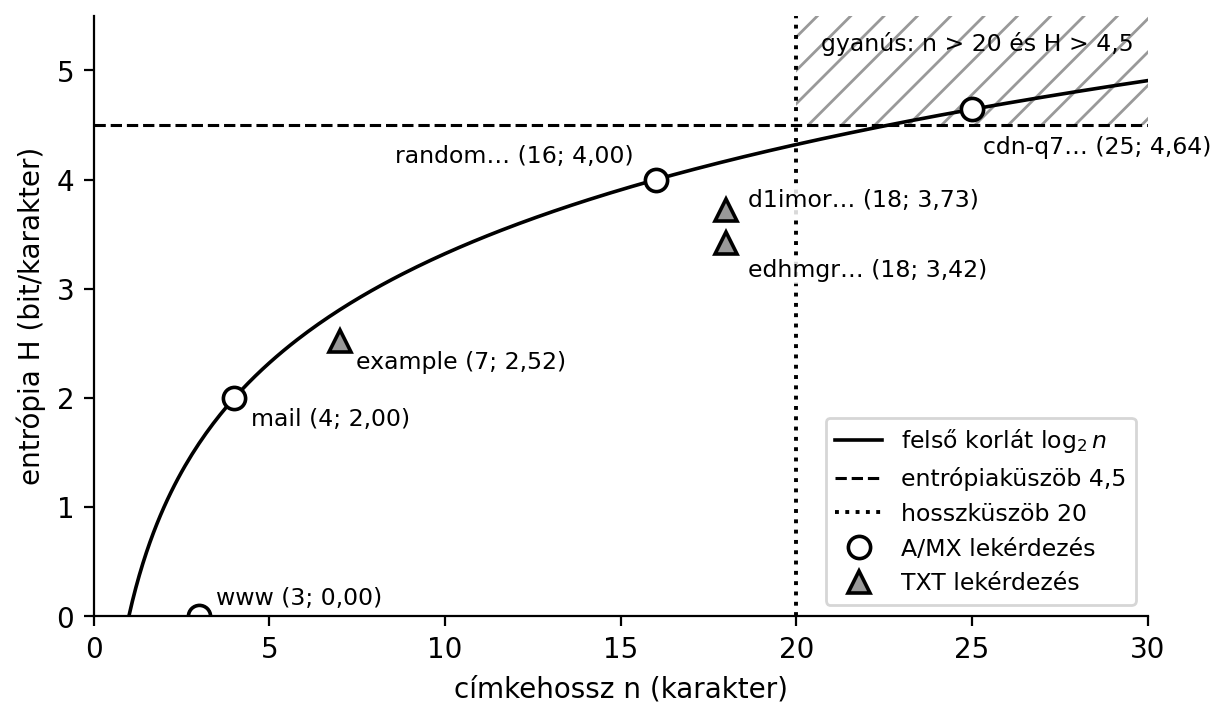 gyanús: n > 20 és H > 4,5
random… (16; 4,00)
cdn-q7… (25; 4,64)
d1imor… (18; 3,73)
edhmgr… (18; 3,42)
example (7; 2,52)
mail (4; 2,00)
www (3; 0,00)
felső korlát log₂ n
entrópiaküszöb 4,5
hosszküszöb 20
A/MX lekérdezés
TXT lekérdezés
entrópia H (bit/karakter)
5
4
3
2
1
0
0 5 10 15 20 25 30
címkehossz n (karakter)